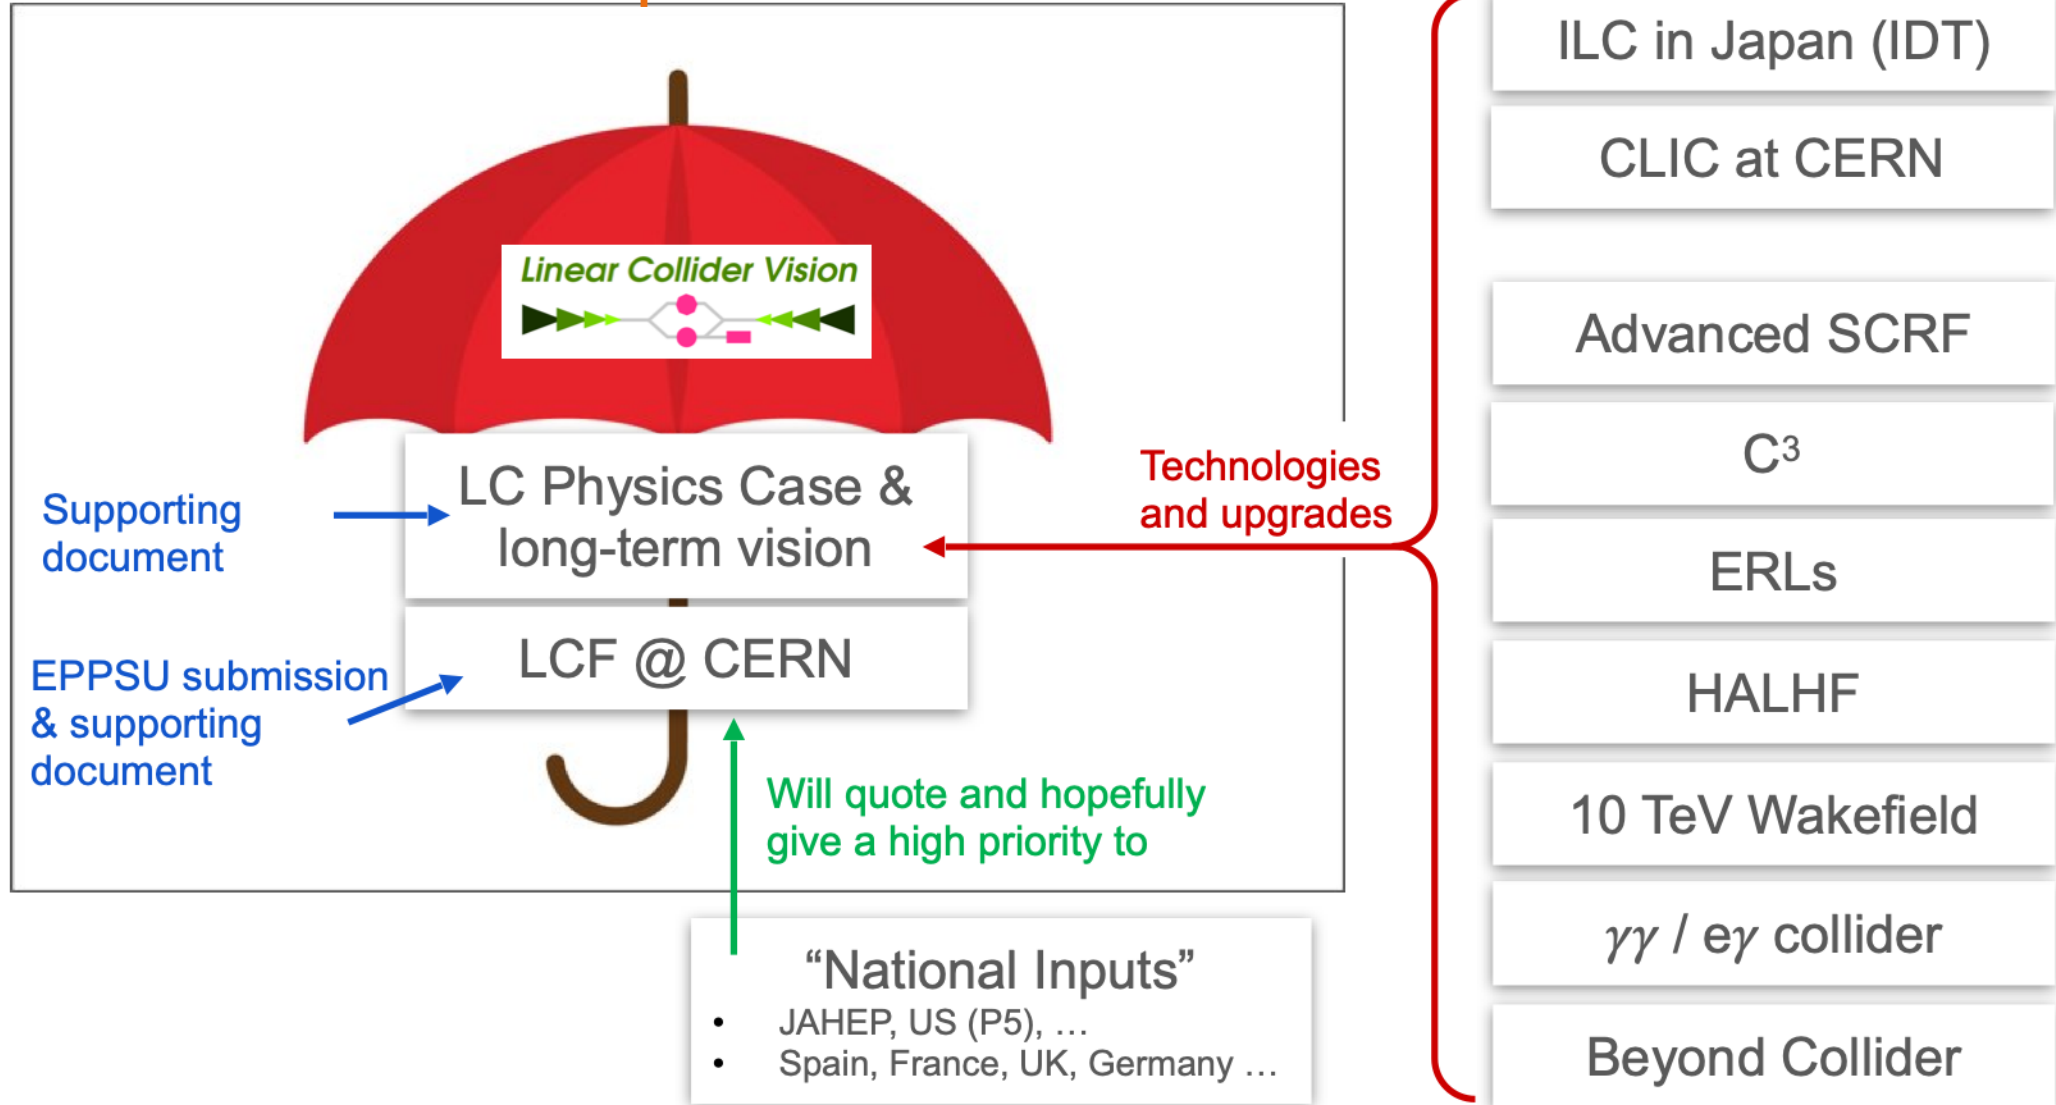 Linear Collider Vision
LC Physics Case &
long-term vision
LCF @ CERN
Supporting
document
EPPSU submission
& supporting
document
Will quote and hopefully
give a high priority to
“National Inputs”
• JAHEP, US (P5), …
• Spain, France, UK, Germany …
Technologies
and upgrades
ILC in Japan (IDT)
CLIC at CERN
Advanced SCRF
C³
ERLs
HALHF
10 TeV Wakefield
γγ / eγ collider
Beyond Collider